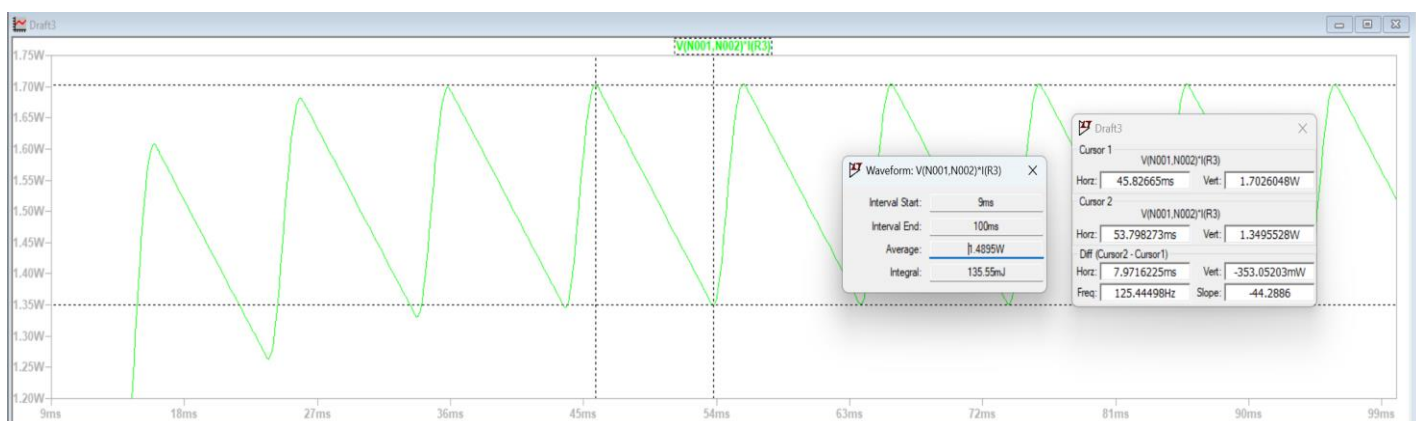 Draft3
V(N001,N002)*I(R3)
1.75W
1.70W
1.65W
1.60W
1.55W
1.50W
1.45W
1.40W
1.35W
1.30W
1.25W
1.20W
9ms 18ms 27ms 36ms 45ms 54ms 63ms 72ms 81ms 90ms 99ms
Waveform: V(N001,N002)*I(R3)
Interval Start: 9ms
Interval End: 100ms
Average: 1.4895W
Integral: 135.55mJ
Draft3
Cursor 1
V(N001,N002)*I(R3)
Horz: 45.82665ms Vert: 1.7026048W
Cursor 2
V(N001,N002)*I(R3)
Horz: 53.798273ms Vert: 1.3495528W
Diff (Cursor2 - Cursor1)
Horz: 7.9716225ms Vert: -353.05203mW
Freq: 125.44498Hz Slope: -44.2886